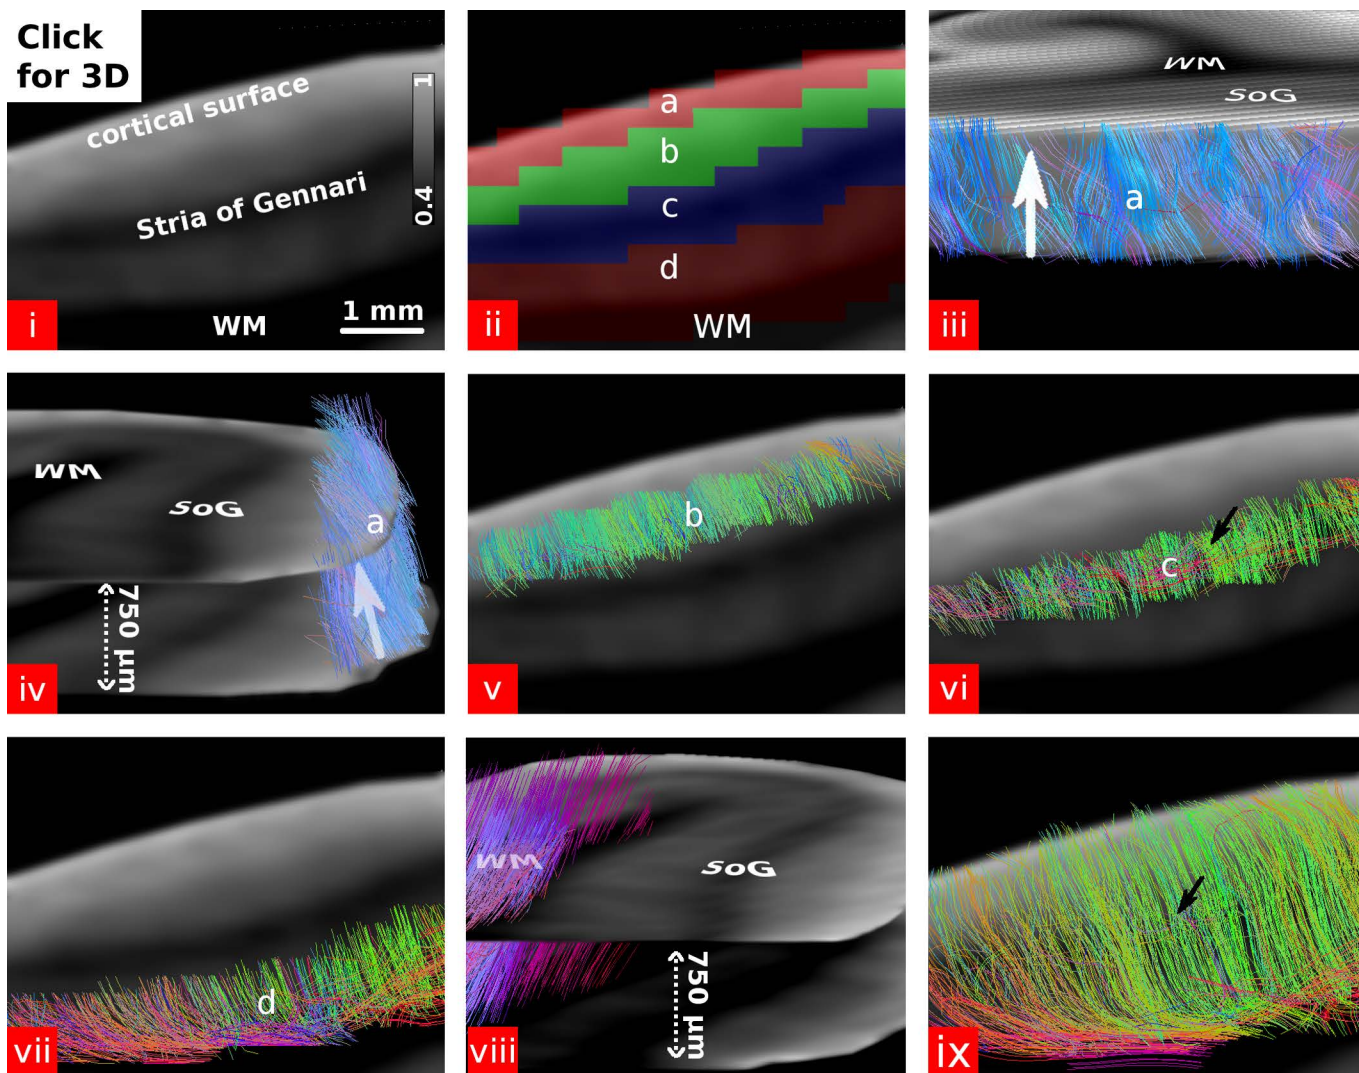 Click
for 3D
cortical surface
1
0.4
Stria of Gennari
1 mm
WM
i
a
b
c
d
WM
ii
WM
SoG
a
iii
WM
SoG
a
750 µm
iv
b
v
c
vi
d
vii
WM
SoG
750 µm
viii
ix